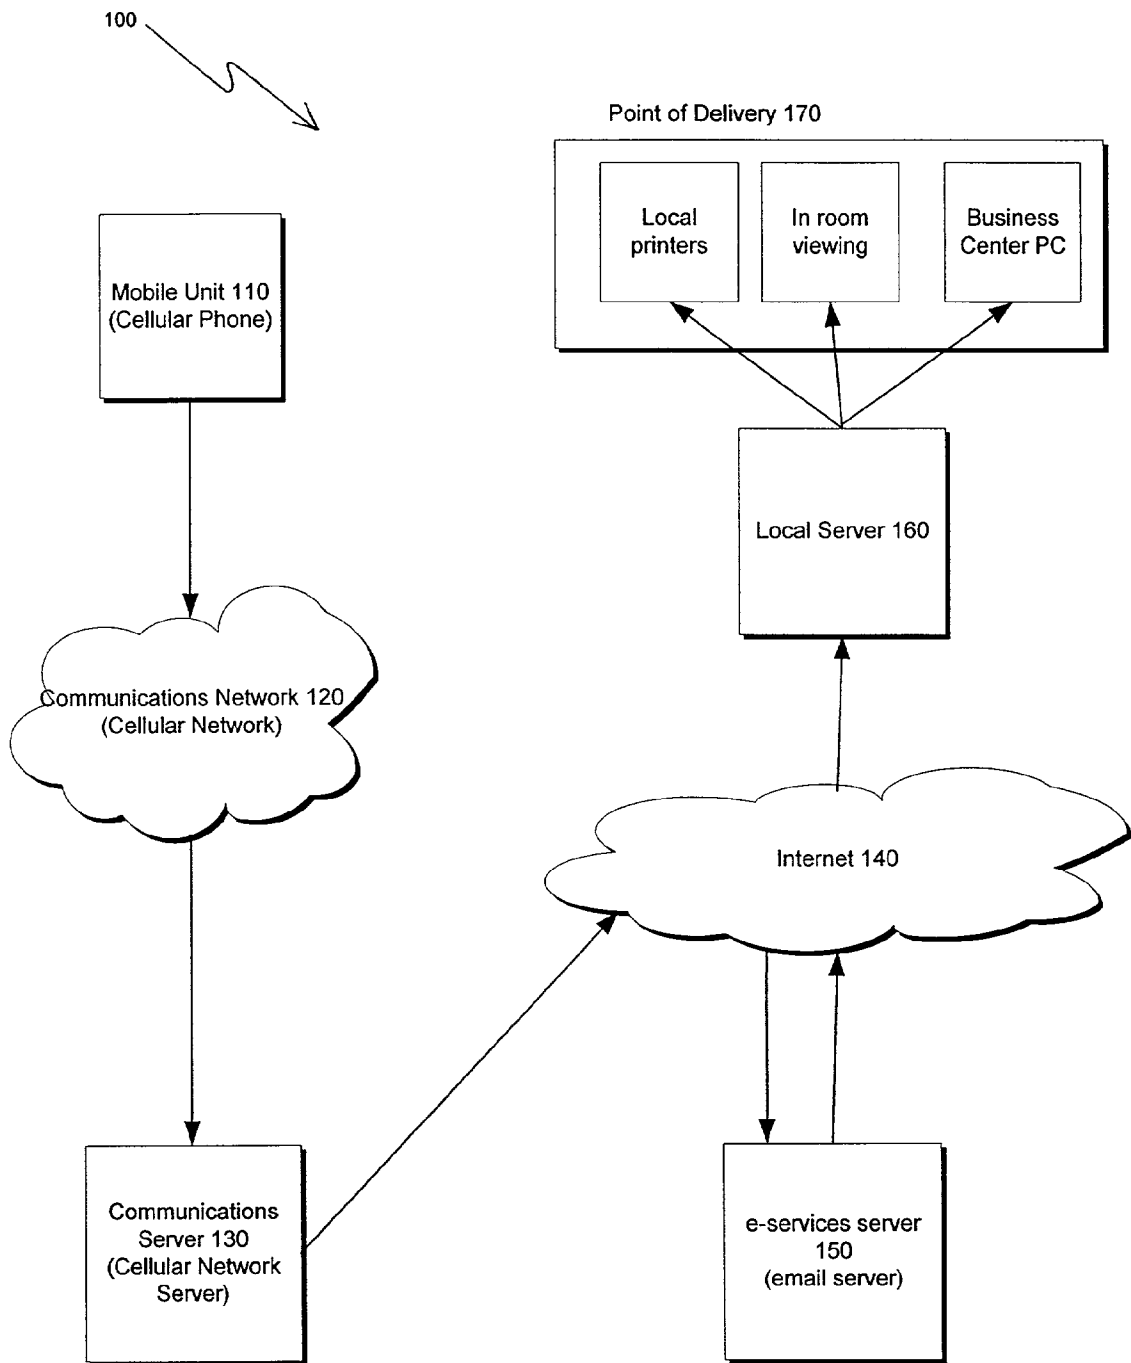 100
Point of Delivery 170
Local
printers
In room
viewing
Business
Center PC
Mobile Unit 110
(Cellular Phone)
Local Server 160
Communications Network 120
(Cellular Network)
Internet 140
Communications
Server 130
(Cellular Network
Server)
e-services server
150
(email server)